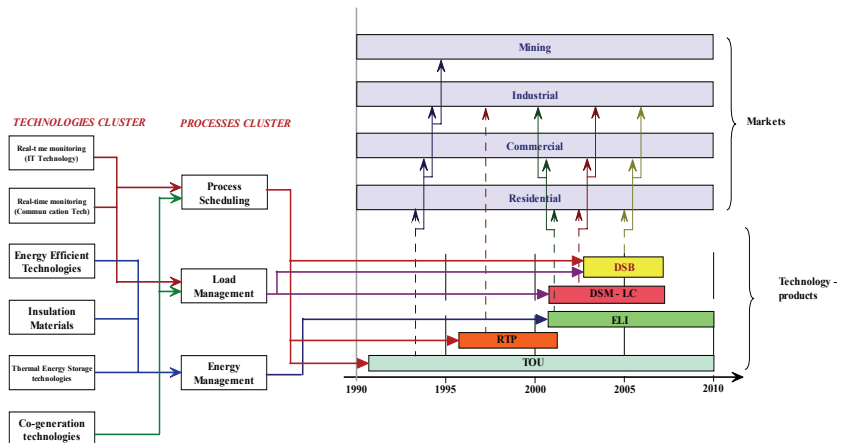 Mining
Industrial
Commercial
Residential
Markets
TECHNOLOGIES CLUSTER
PROCESSES CLUSTER
Real-t me monitoring
(IT Technology)
Real-time monitoring
(Commun cation Tech)
Energy Efficient
Technologies
Insulation
Materials
Thermal Energy Storage
technologies
Co-generation
technologies
Process
Scheduling
Load
Management
Energy
Management
DSB
DSM - LC
ELI
RTP
TOU
Technology -
products
1990
1995
2000
2005
2010